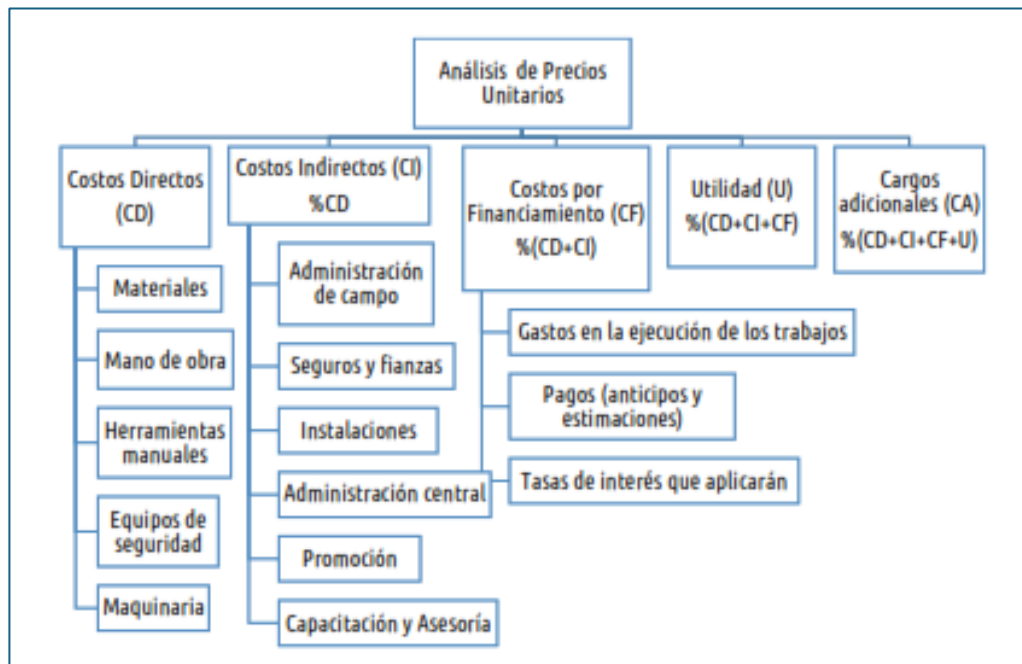 Análisis de Precios
Unitarios
Costos Directos
(CD)
Materiales
Mano de obra
Herramientas
manuales
Equipos de
seguridad
Maquinaria
Costos Indirectos (CI)
%CD
Administración
de campo
Seguros y fianzas
Instalaciones
Administración central
Promoción
Capacitación y Asesoría
Costos por
Financiamiento (CF)
%(CD+CI)
Gastos en la ejecución de los trabajos
Pagos (anticipos y
estimaciones)
Tasas de interés que aplicarán
Utilidad (U)
%(CD+CI+CF)
Cargos
adicionales (CA)
%(CD+CI+CF+U)